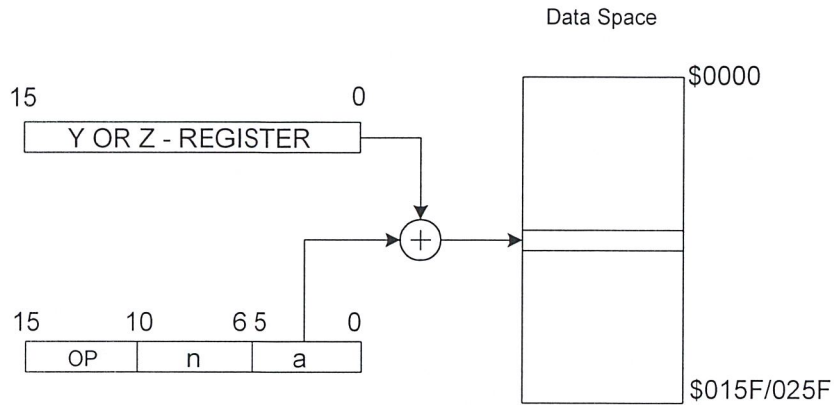 Data Space
$0000
15 0
Y OR Z - REGISTER
+
15 10 6 5 0
OP n a
$015F/025F